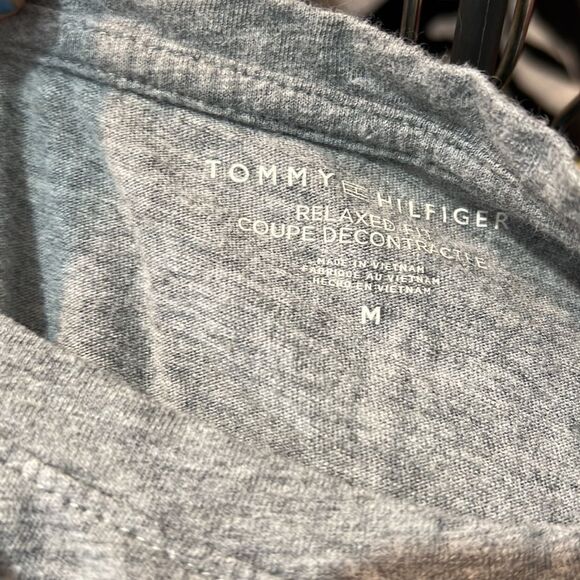 TOMMY HILFIGER
RELAXED FIT
COUPE DÉCONTRACTÉE
MADE IN VIETNAM
FABRIQUÉ AU VIETNAM
HECHO EN VIETNAM
M